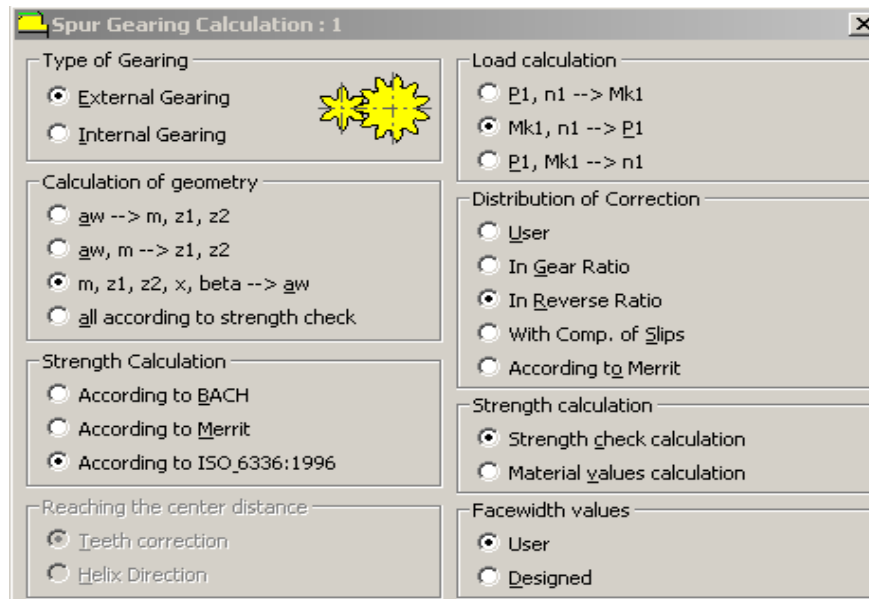 Spur Gearing Calculation : 1
Type of Gearing
External Gearing
Internal Gearing
Calculation of geometry
aw --> m, z1, z2
aw, m --> z1, z2
m, z1, z2, x, beta --> aw
all according to strength check
Strength Calculation
According to BACH
According to Merrit
According to ISO 6336:1996
Reaching the center distance
Teeth correction
Helix Direction
Load calculation
P1, n1 --> Mk1
Mk1, n1 --> P1
P1, Mk1 --> n1
Distribution of Correction
User
In Gear Ratio
In Reverse Ratio
With Comp. of Slips
According to Merrit
Strength calculation
Strength check calculation
Material values calculation
Facewidth values
User
Designed